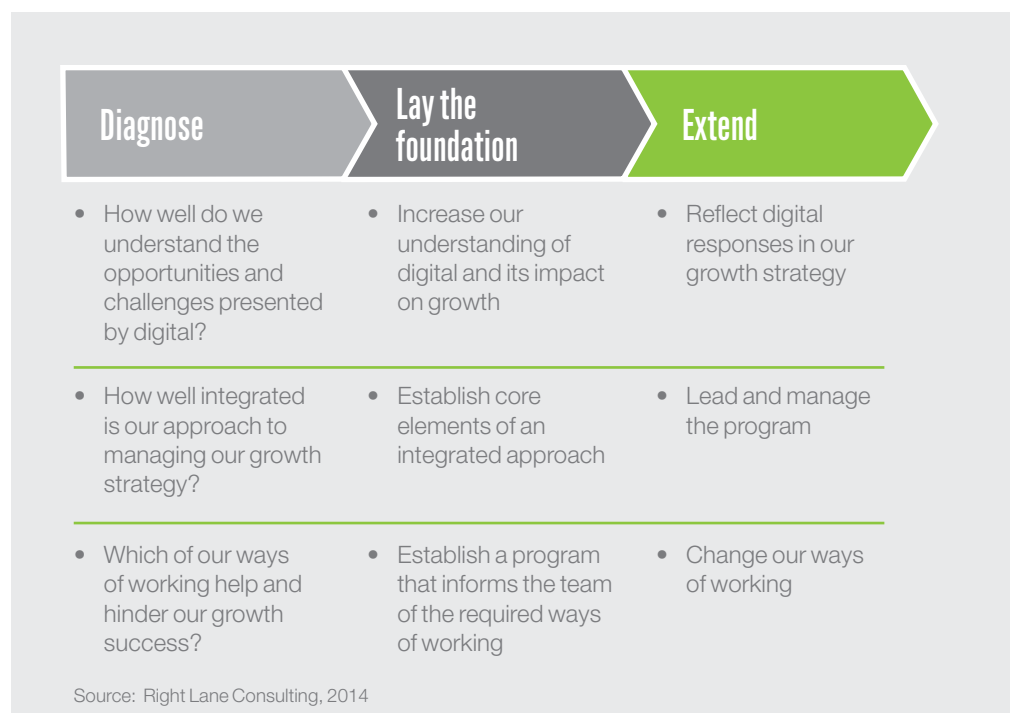 Diagnose
Lay the
foundation
Extend
• How well do we
understand the
opportunities and
challenges presented
by digital?
• Increase our
understanding of
digital and its impact
on growth
• Reflect digital
responses in our
growth strategy
• How well integrated
is our approach to
managing our growth
strategy?
• Establish core
elements of an
integrated approach
• Lead and manage
the program
• Which of our ways
of working help and
hinder our growth
success?
• Establish a program
that informs the team
of the required ways
of working
• Change our ways
of working
Source: Right Lane Consulting, 2014